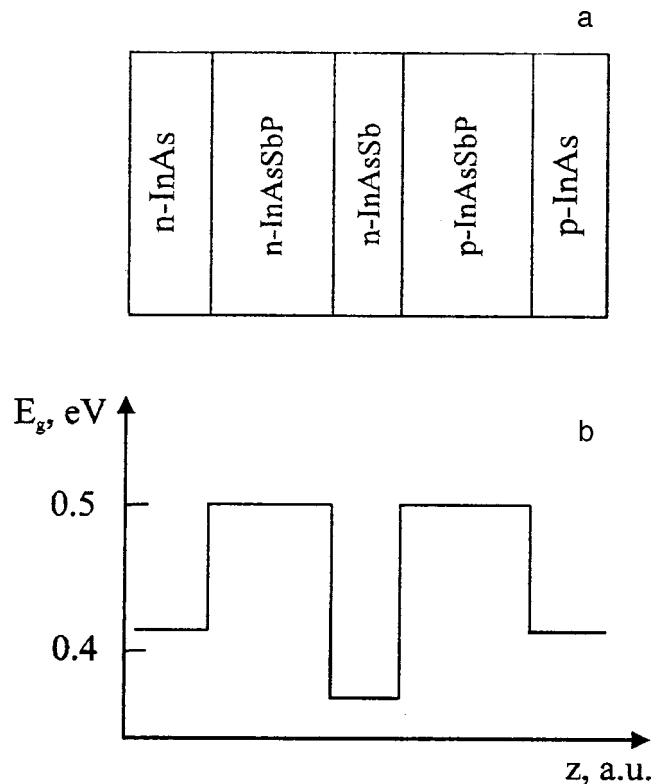 a
n-InAs
n-InAsSbP
n-InAsSb
p-InAsSbP
p-InAs
E_g, eV
b
0.5
0.4
z, a.u.